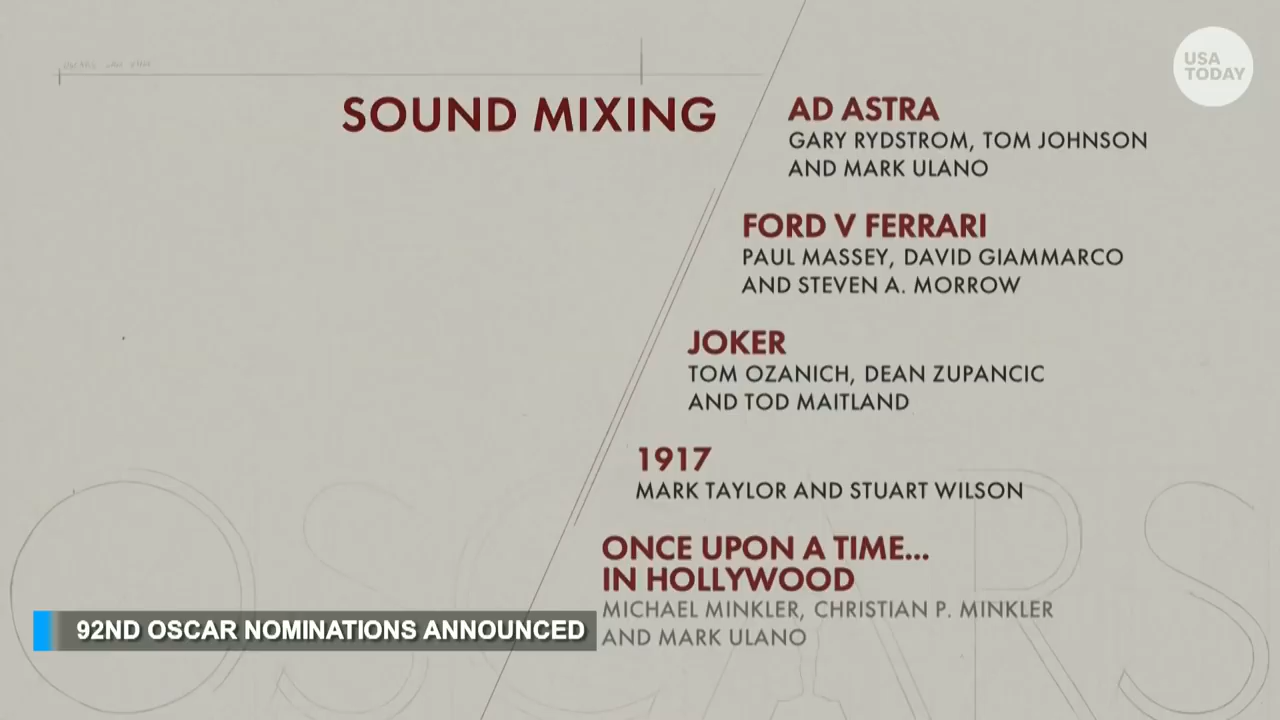 USA
TODAY
SOUND MIXING
AD ASTRA
GARY RYDSTROM, TOM JOHNSON
AND MARK ULANO
FORD V FERRARI
PAUL MASSEY, DAVID GIAMMARCO
AND STEVEN A. MORROW
JOKER
TOM OZANICH, DEAN ZUPANCIC
AND TOD MAITLAND
1917
MARK TAYLOR AND STUART WILSON
ONCE UPON A TIME...
IN HOLLYWOOD
MICHAEL MINKLER, CHRISTIAN P. MINKLER
AND MARK ULANO
92ND OSCAR NOMINATIONS ANNOUNCED
OSCARS